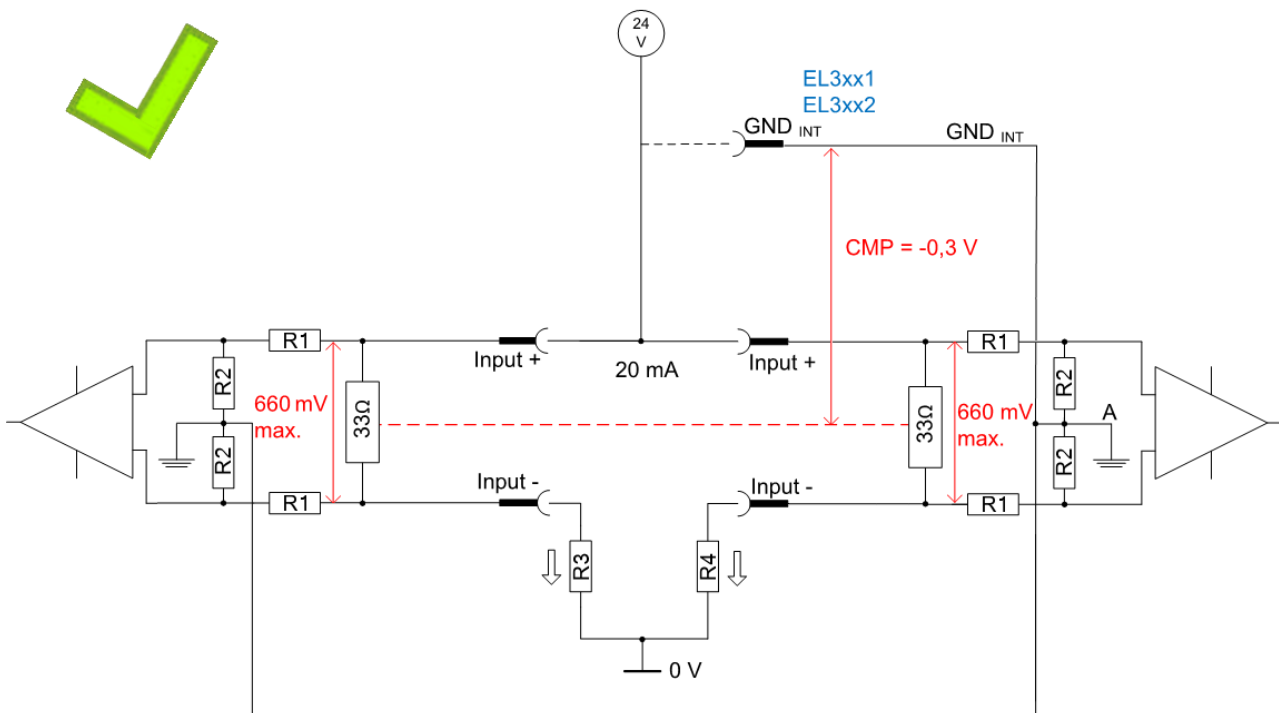 24
V
EL3xx1
EL3xx2
GND INT
GND INT
CMP = -0,3 V
R1
Input +
20 mA
Input +
R1
R2
660 mV
max.
33Ω
33Ω
660 mV
max.
R2
A
R2
R2
Input -
Input -
R1
R1
R3
R4
0 V